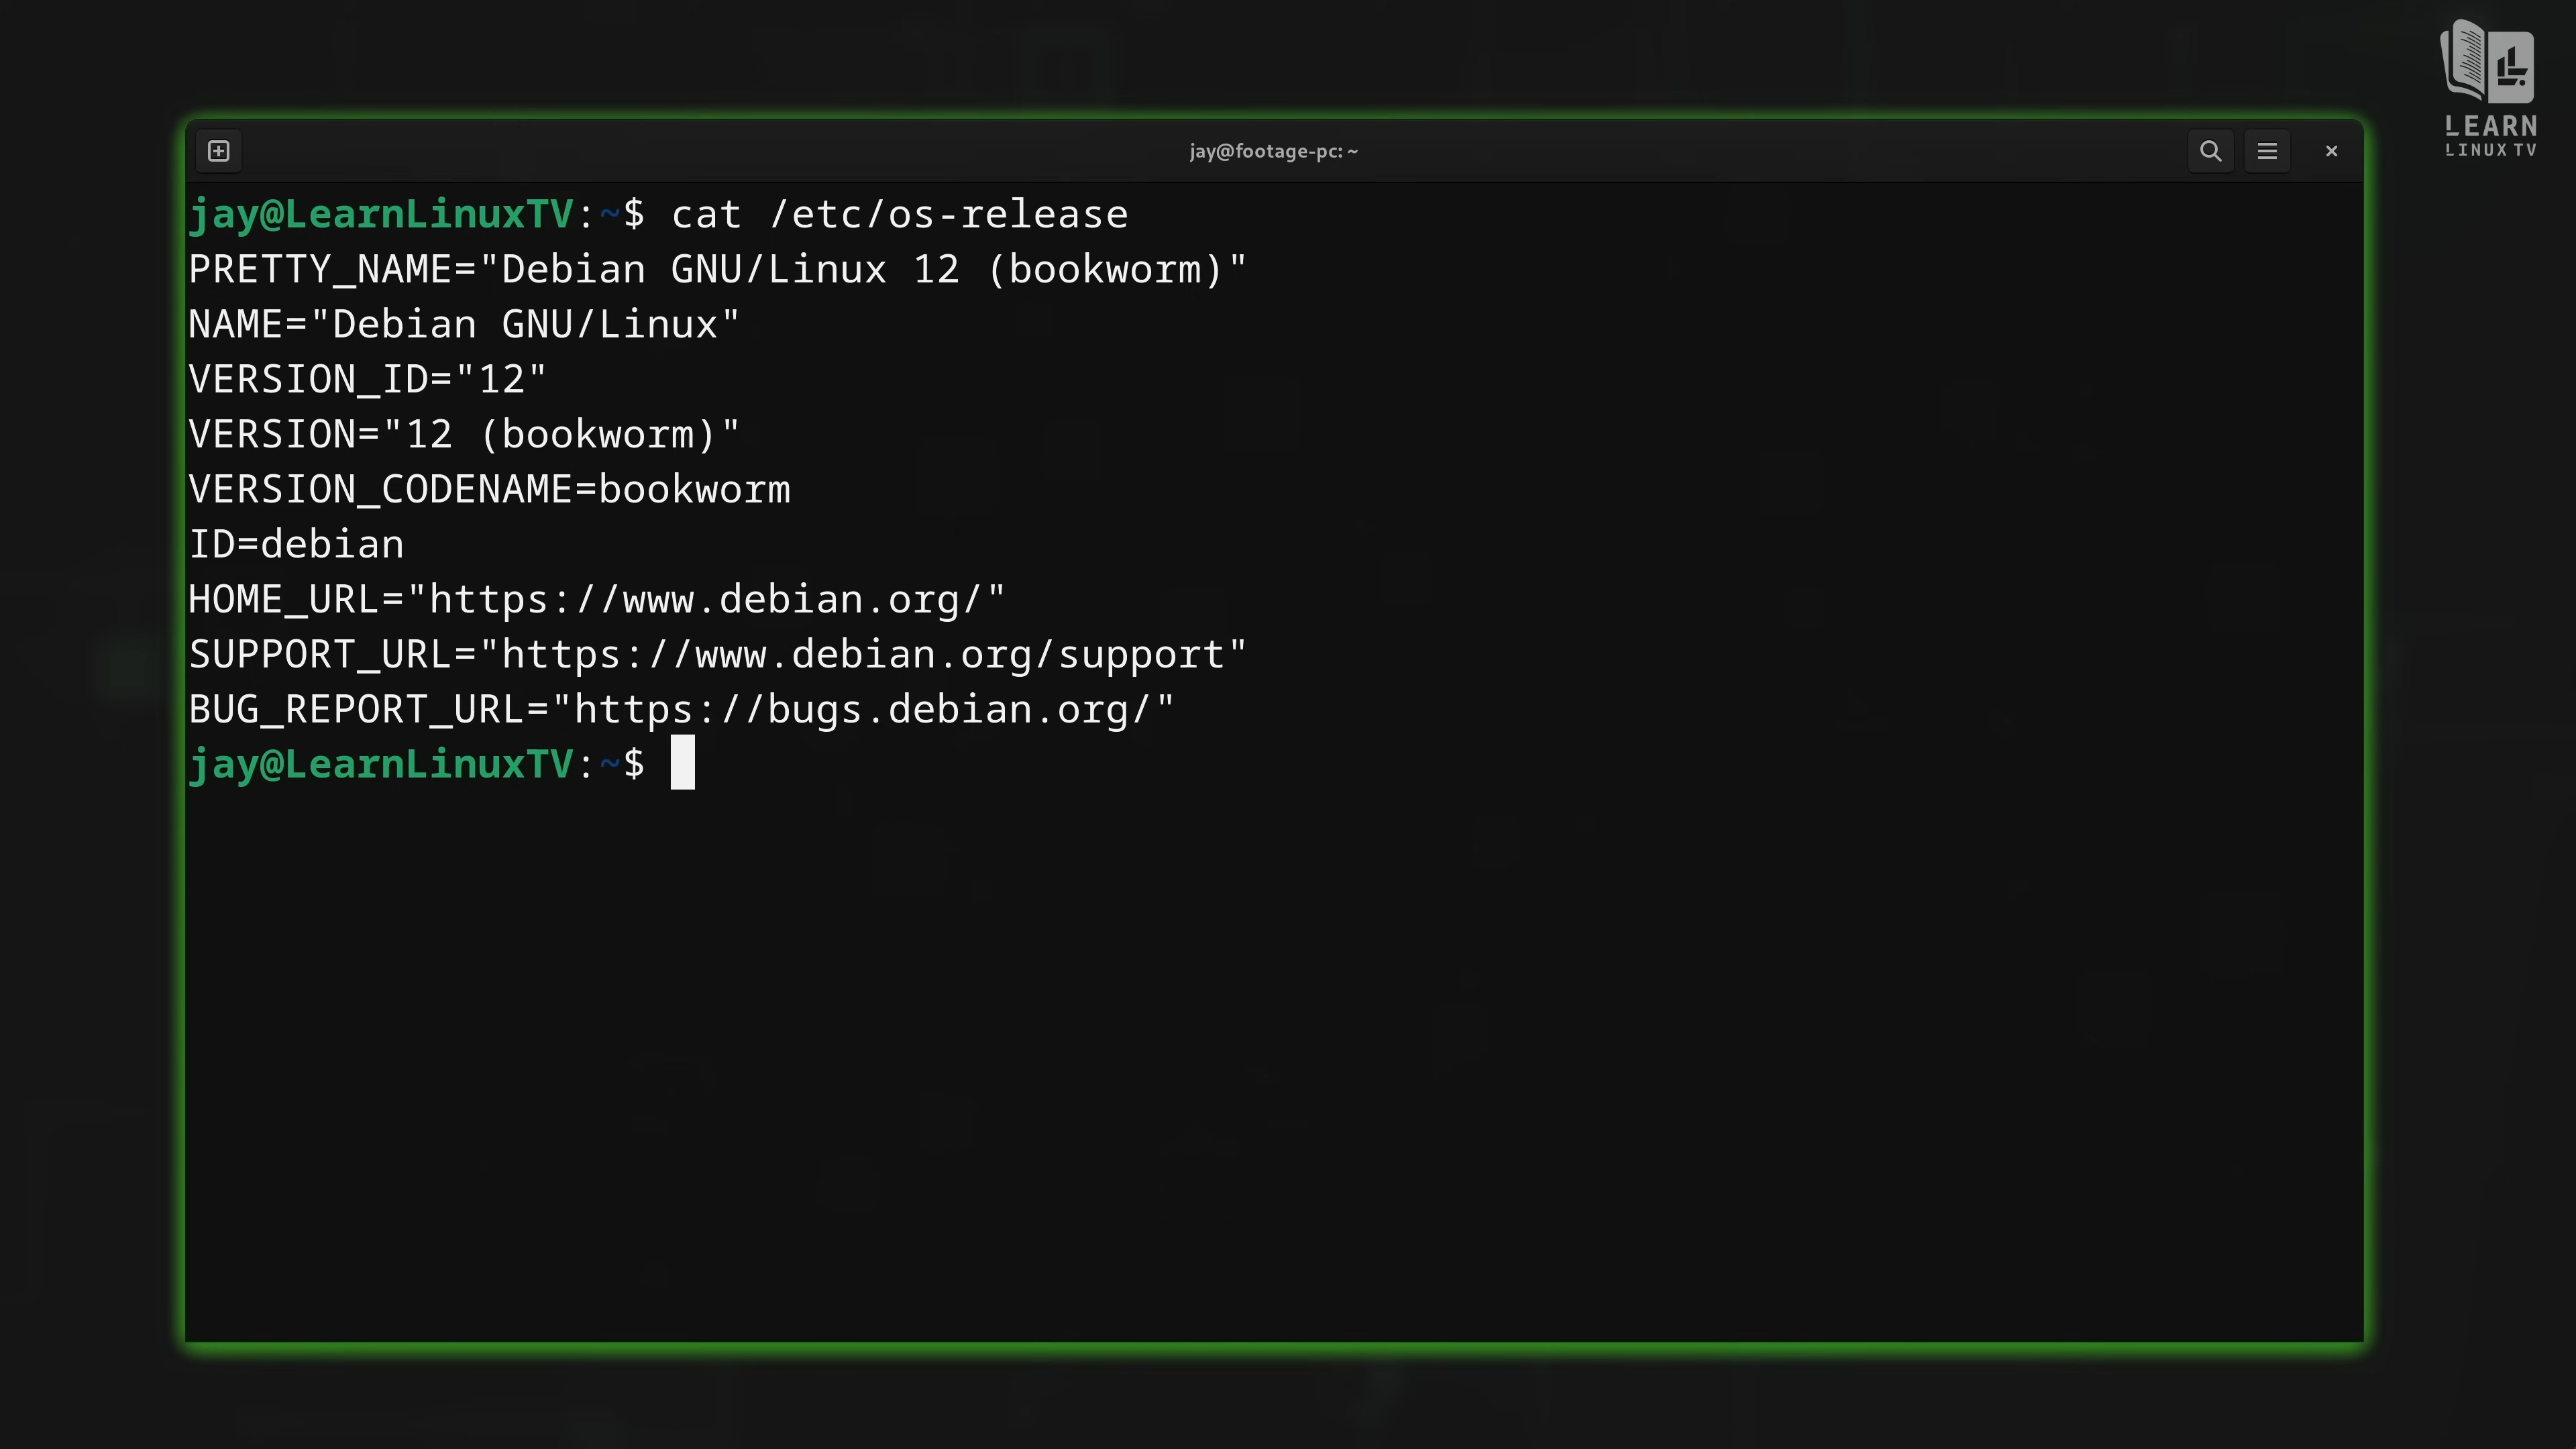 LEARN
LINUX TV
jay@footage-pc: ~
jay@LearnLinuxTV:~$ cat /etc/os-release
PRETTY_NAME="Debian GNU/Linux 12 (bookworm)"
NAME="Debian GNU/Linux"
VERSION_ID="12"
VERSION="12 (bookworm)"
VERSION_CODENAME=bookworm
ID=debian
HOME_URL="https://www.debian.org/"
SUPPORT_URL="https://www.debian.org/support"
BUG_REPORT_URL="https://bugs.debian.org/"
jay@LearnLinuxTV:~$